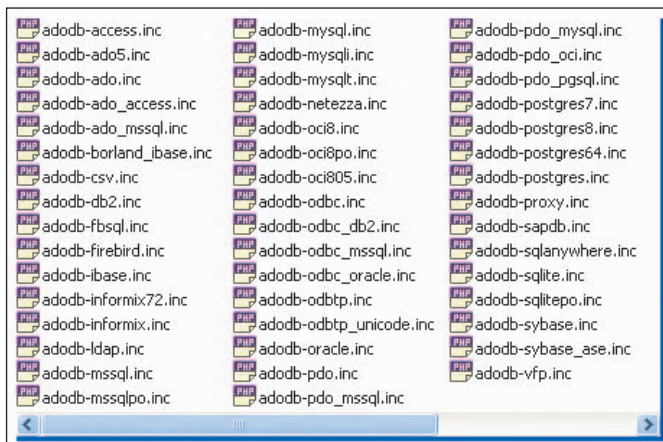 adodb-access.inc
adodb-ado5.inc
adodb-ado.inc
adodb-ado_access.inc
adodb-ado_mssql.inc
adodb-borland_ibase.inc
adodb-csv.inc
adodb-db2.inc
adodb-fbsql.inc
adodb-firebird.inc
adodb-ibase.inc
adodb-informix72.inc
adodb-informix.inc
adodb-ldap.inc
adodb-mssql.inc
adodb-mssqlpo.inc
adodb-mysql.inc
adodb-mysqli.inc
adodb-mysqlt.inc
adodb-netezza.inc
adodb-oci8.inc
adodb-oci8po.inc
adodb-oci805.inc
adodb-odbc.inc
adodb-odbc_db2.inc
adodb-odbc_mssql.inc
adodb-odbc_oracle.inc
adodb-odbtp.inc
adodb-odbtp_unicode.inc
adodb-oracle.inc
adodb-pdo.inc
adodb-pdo_mssql.inc
adodb-pdo_mysql.inc
adodb-pdo_oci.inc
adodb-pdo_pgsql.inc
adodb-postgres7.inc
adodb-postgres8.inc
adodb-postgres64.inc
adodb-postgres.inc
adodb-proxy.inc
adodb-sapdb.inc
adodb-sqlanywhere.inc
adodb-sqlite.inc
adodb-sqlitepo.inc
adodb-sybase.inc
adodb-sybase_ase.inc
adodb-vfp.inc